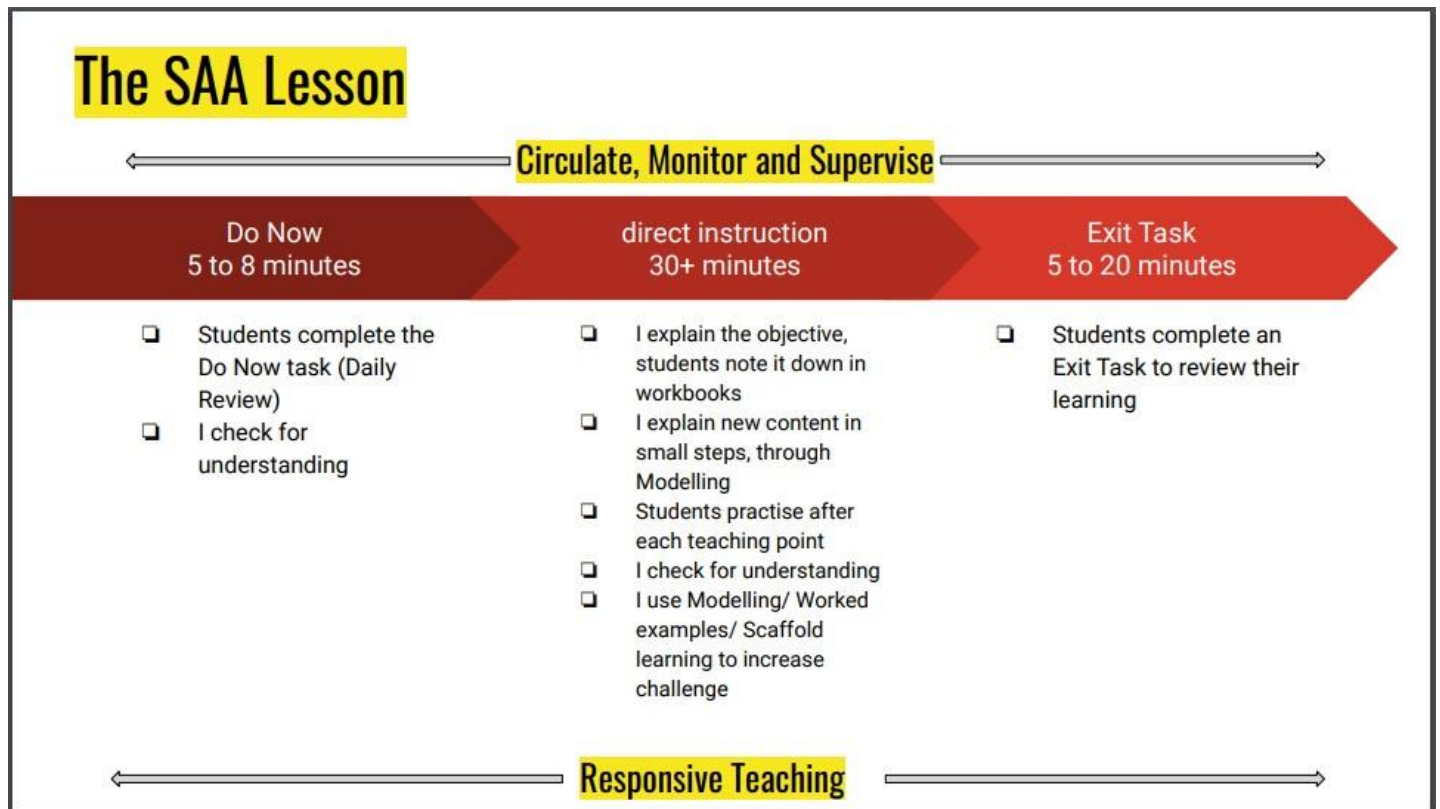 The SAA Lesson
Circulate, Monitor and Supervise
Do Now
5 to 8 minutes
direct instruction
30+ minutes
Exit Task
5 to 20 minutes
Students complete the
Do Now task (Daily
Review)
I check for
understanding
I explain the objective,
students note it down in
workbooks
I explain new content in
small steps, through
Modelling
Students practise after
each teaching point
I check for understanding
I use Modelling/ Worked
examples/ Scaffold
learning to increase
challenge
Students complete an
Exit Task to review their
learning
Responsive Teaching